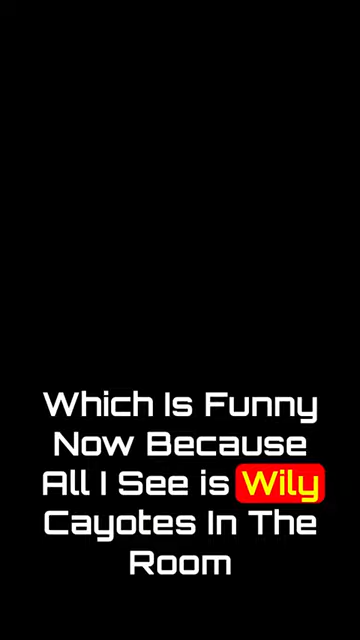 Which Is Funny
Now Because
All I See is Wily
Cayotes In The
Room